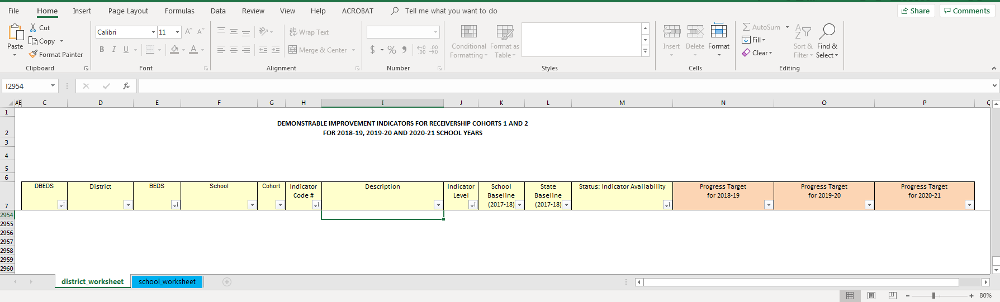 File Home Insert Page Layout Formulas Data Review View Help ACROBAT Tell me what you want to do Share Comments
Cut
Copy
Format Painter
Paste
Clipboard
Calibri 11
B I U A
Font
Wrap Text
Merge & Center
Alignment
$ % 9 .00 .00
Number
Conditional Formatting
Format as Table
Styles
Insert Delete Format
Cells
AutoSum
Fill
Clear
Sort & Filter
Find & Select
Editing
I2954 fx
C D E F G H I J K L M N O P
1
DEMONSTRABLE IMPROVEMENT INDICATORS FOR RECEIVERSHIP COHORTS 1 AND 2
2 FOR 2018-19, 2019-20 AND 2020-21 SCHOOL YEARS
3
4
5
6
DBEDS District BEDS School Cohort Indicator Description Indicator School State Status: Indicator Availability Progress Target Progress Target Progress Target
Code # Level Baseline Baseline for 2018-19 for 2019-20 for 2020-21
7 (2017-18) (2017-18)
2954
2955
2956
2957
2958
2959
2960
district_worksheet school_worksheet
80%